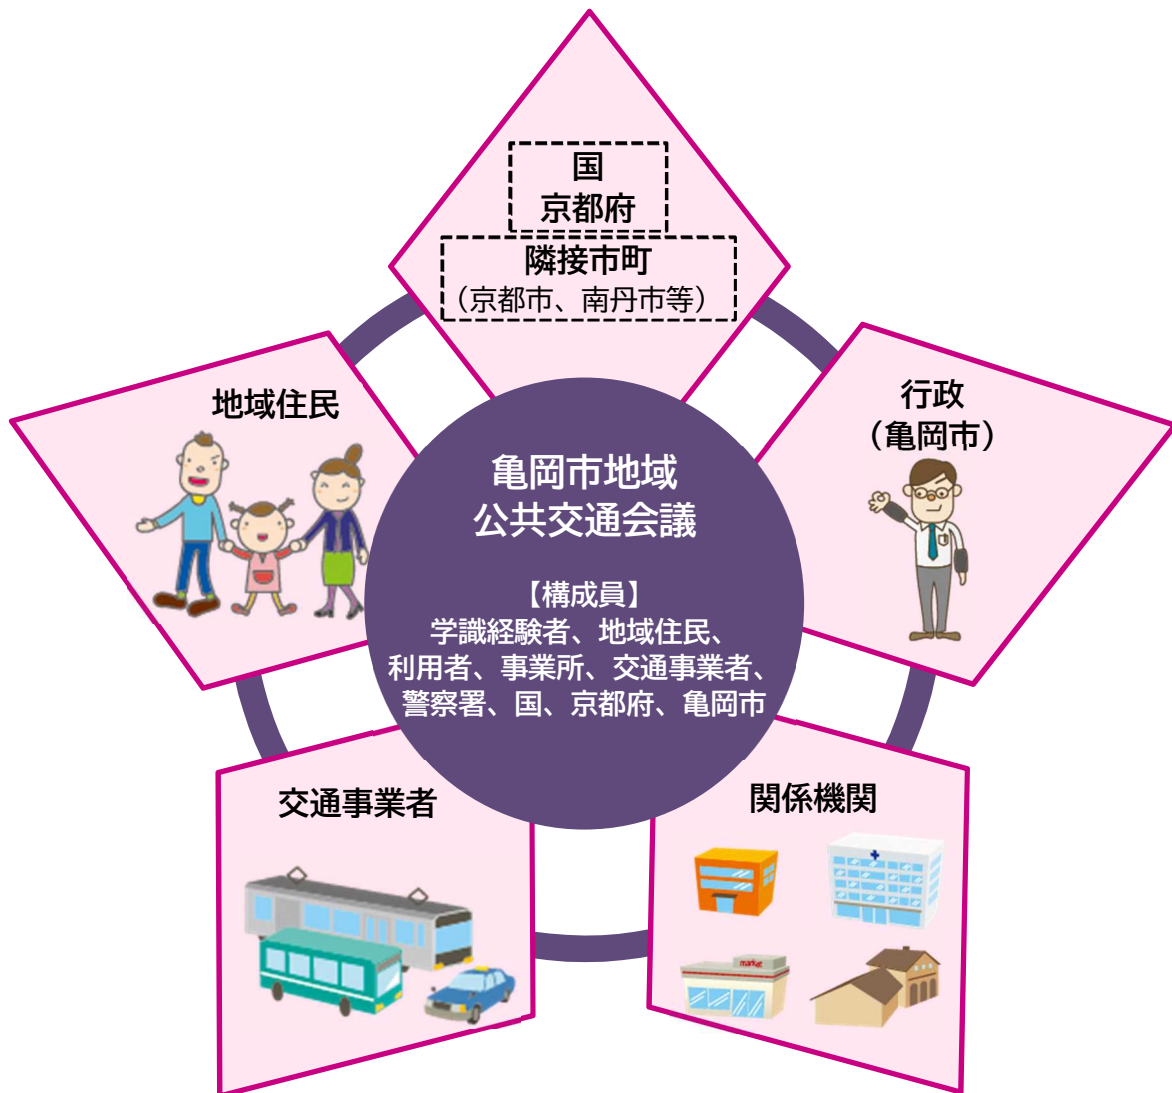 国
京都府
隣接市町
（京都市、南丹市等）
地域住民
行政
（亀岡市）
亀岡市地域
公共交通会議
【構成員】
学識経験者、地域住民、
利用者、事業所、交通事業者、
警察署、国、京都府、亀岡市
交通事業者
関係機関
market